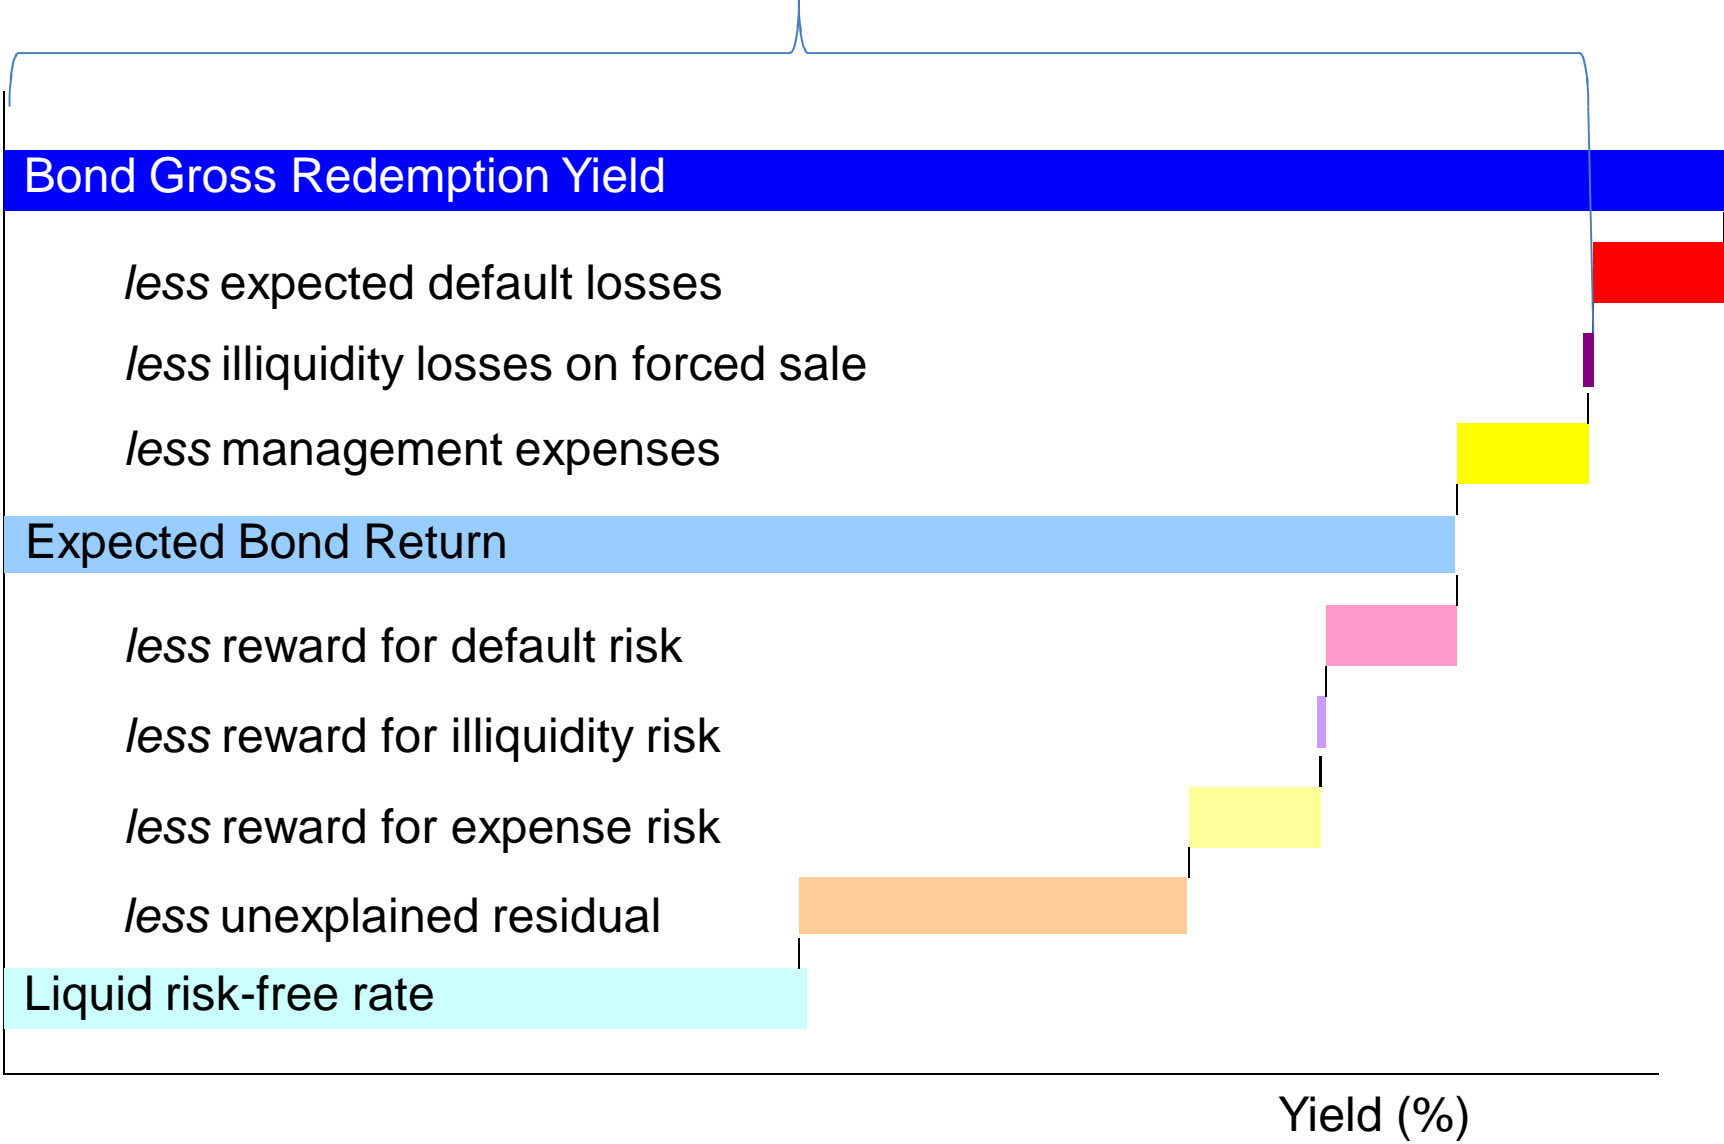 Bond Gross Redemption Yield
less expected default losses
less illiquidity losses on forced sale
less management expenses
Expected Bond Return
less reward for default risk
less reward for illiquidity risk
less reward for expense risk
less unexplained residual
Liquid risk-free rate
Yield (%)